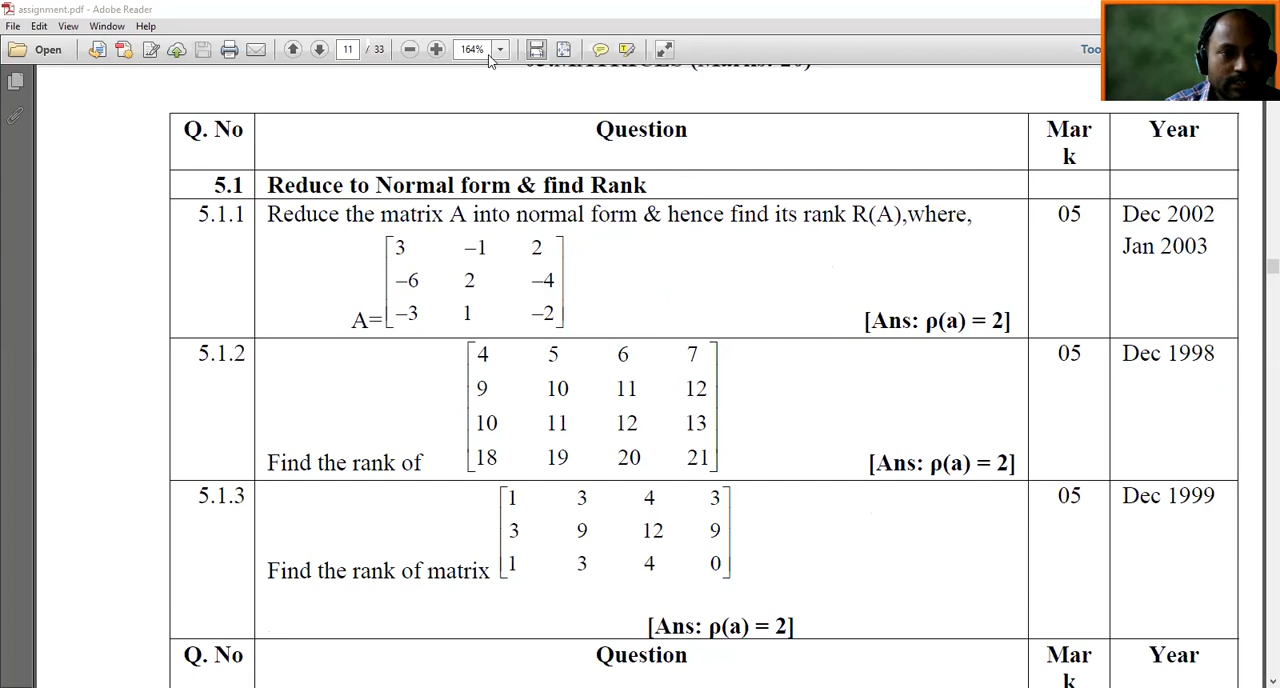 assignment.pdf - Adobe Reader
File Edit View Window Help
Open 11 / 33 164% Too
MATRICES (Marks: 20)
Q. No Question Mar k Year
5.1 Reduce to Normal form & find Rank
5.1.1 Reduce the matrix A into normal form & hence find its rank R(A),where, 05 Dec 2002
Jan 2003
3 –1 2
–6 2 –4
A= –3 1 –2
[Ans: ρ(a) = 2]
5.1.2 4 5 6 7 05 Dec 1998
9 10 11 12
10 11 12 13
Find the rank of 18 19 20 21 [Ans: ρ(a) = 2]
5.1.3 1 3 4 3 05 Dec 1999
3 9 12 9
Find the rank of matrix 1 3 4 0
[Ans: ρ(a) = 2]
Q. No Question Mar k Year